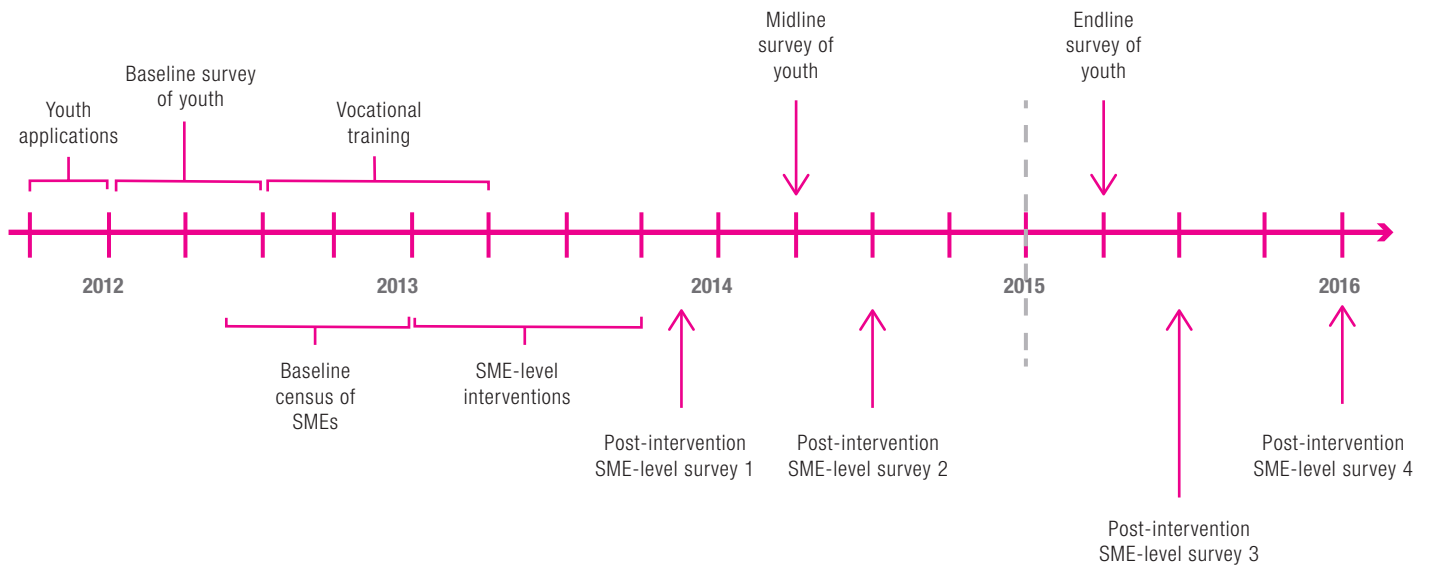 Youth
applications
Baseline survey
of youth
Vocational
training
Midline
survey of
youth
Endline
survey of
youth
2012
2013
2014
2015
2016
Baseline
census of
SMEs
SME-level
interventions
Post-intervention
SME-level survey 1
Post-intervention
SME-level survey 2
Post-intervention
SME-level survey 3
Post-intervention
SME-level survey 4